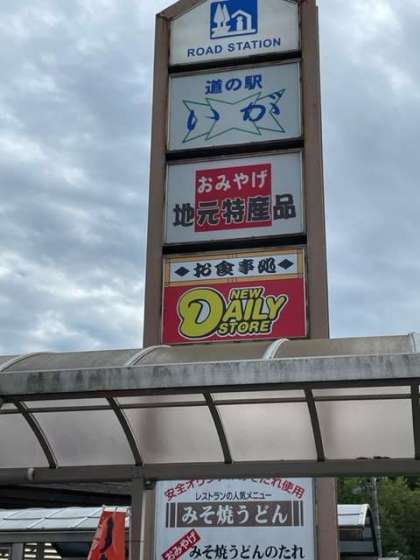 ROAD STATION
道の駅
いが
おみやげ
地元特産品
お食事処
NEW
DAILY
STORE
レストランの人気メニュー
みそ焼うどん
おみやげ
みそ焼うどんのたれ